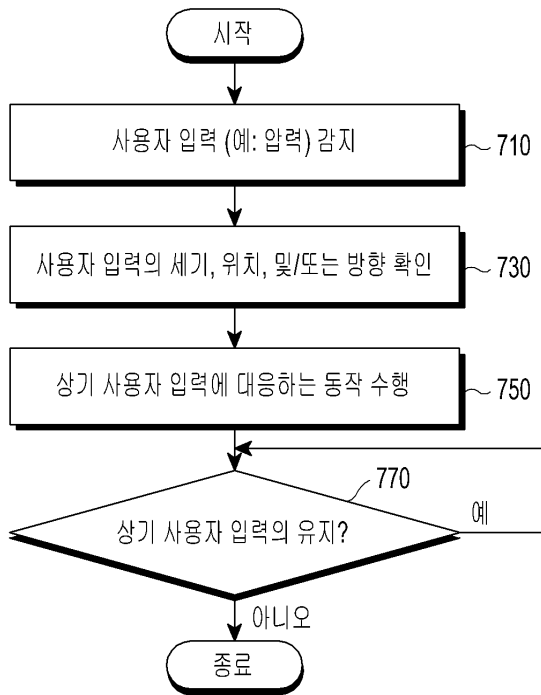 시작
사용자 입력 (예: 압력) 감지
710
사용자 입력의 세기, 위치, 및/또는 방향 확인
730
상기 사용자 입력에 대응하는 동작 수행
750
770
상기 사용자 입력의 유지?
예
아니오
종료